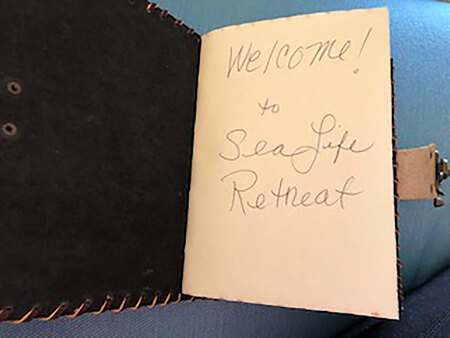 Welcome!
to
Sea Life
Retreat